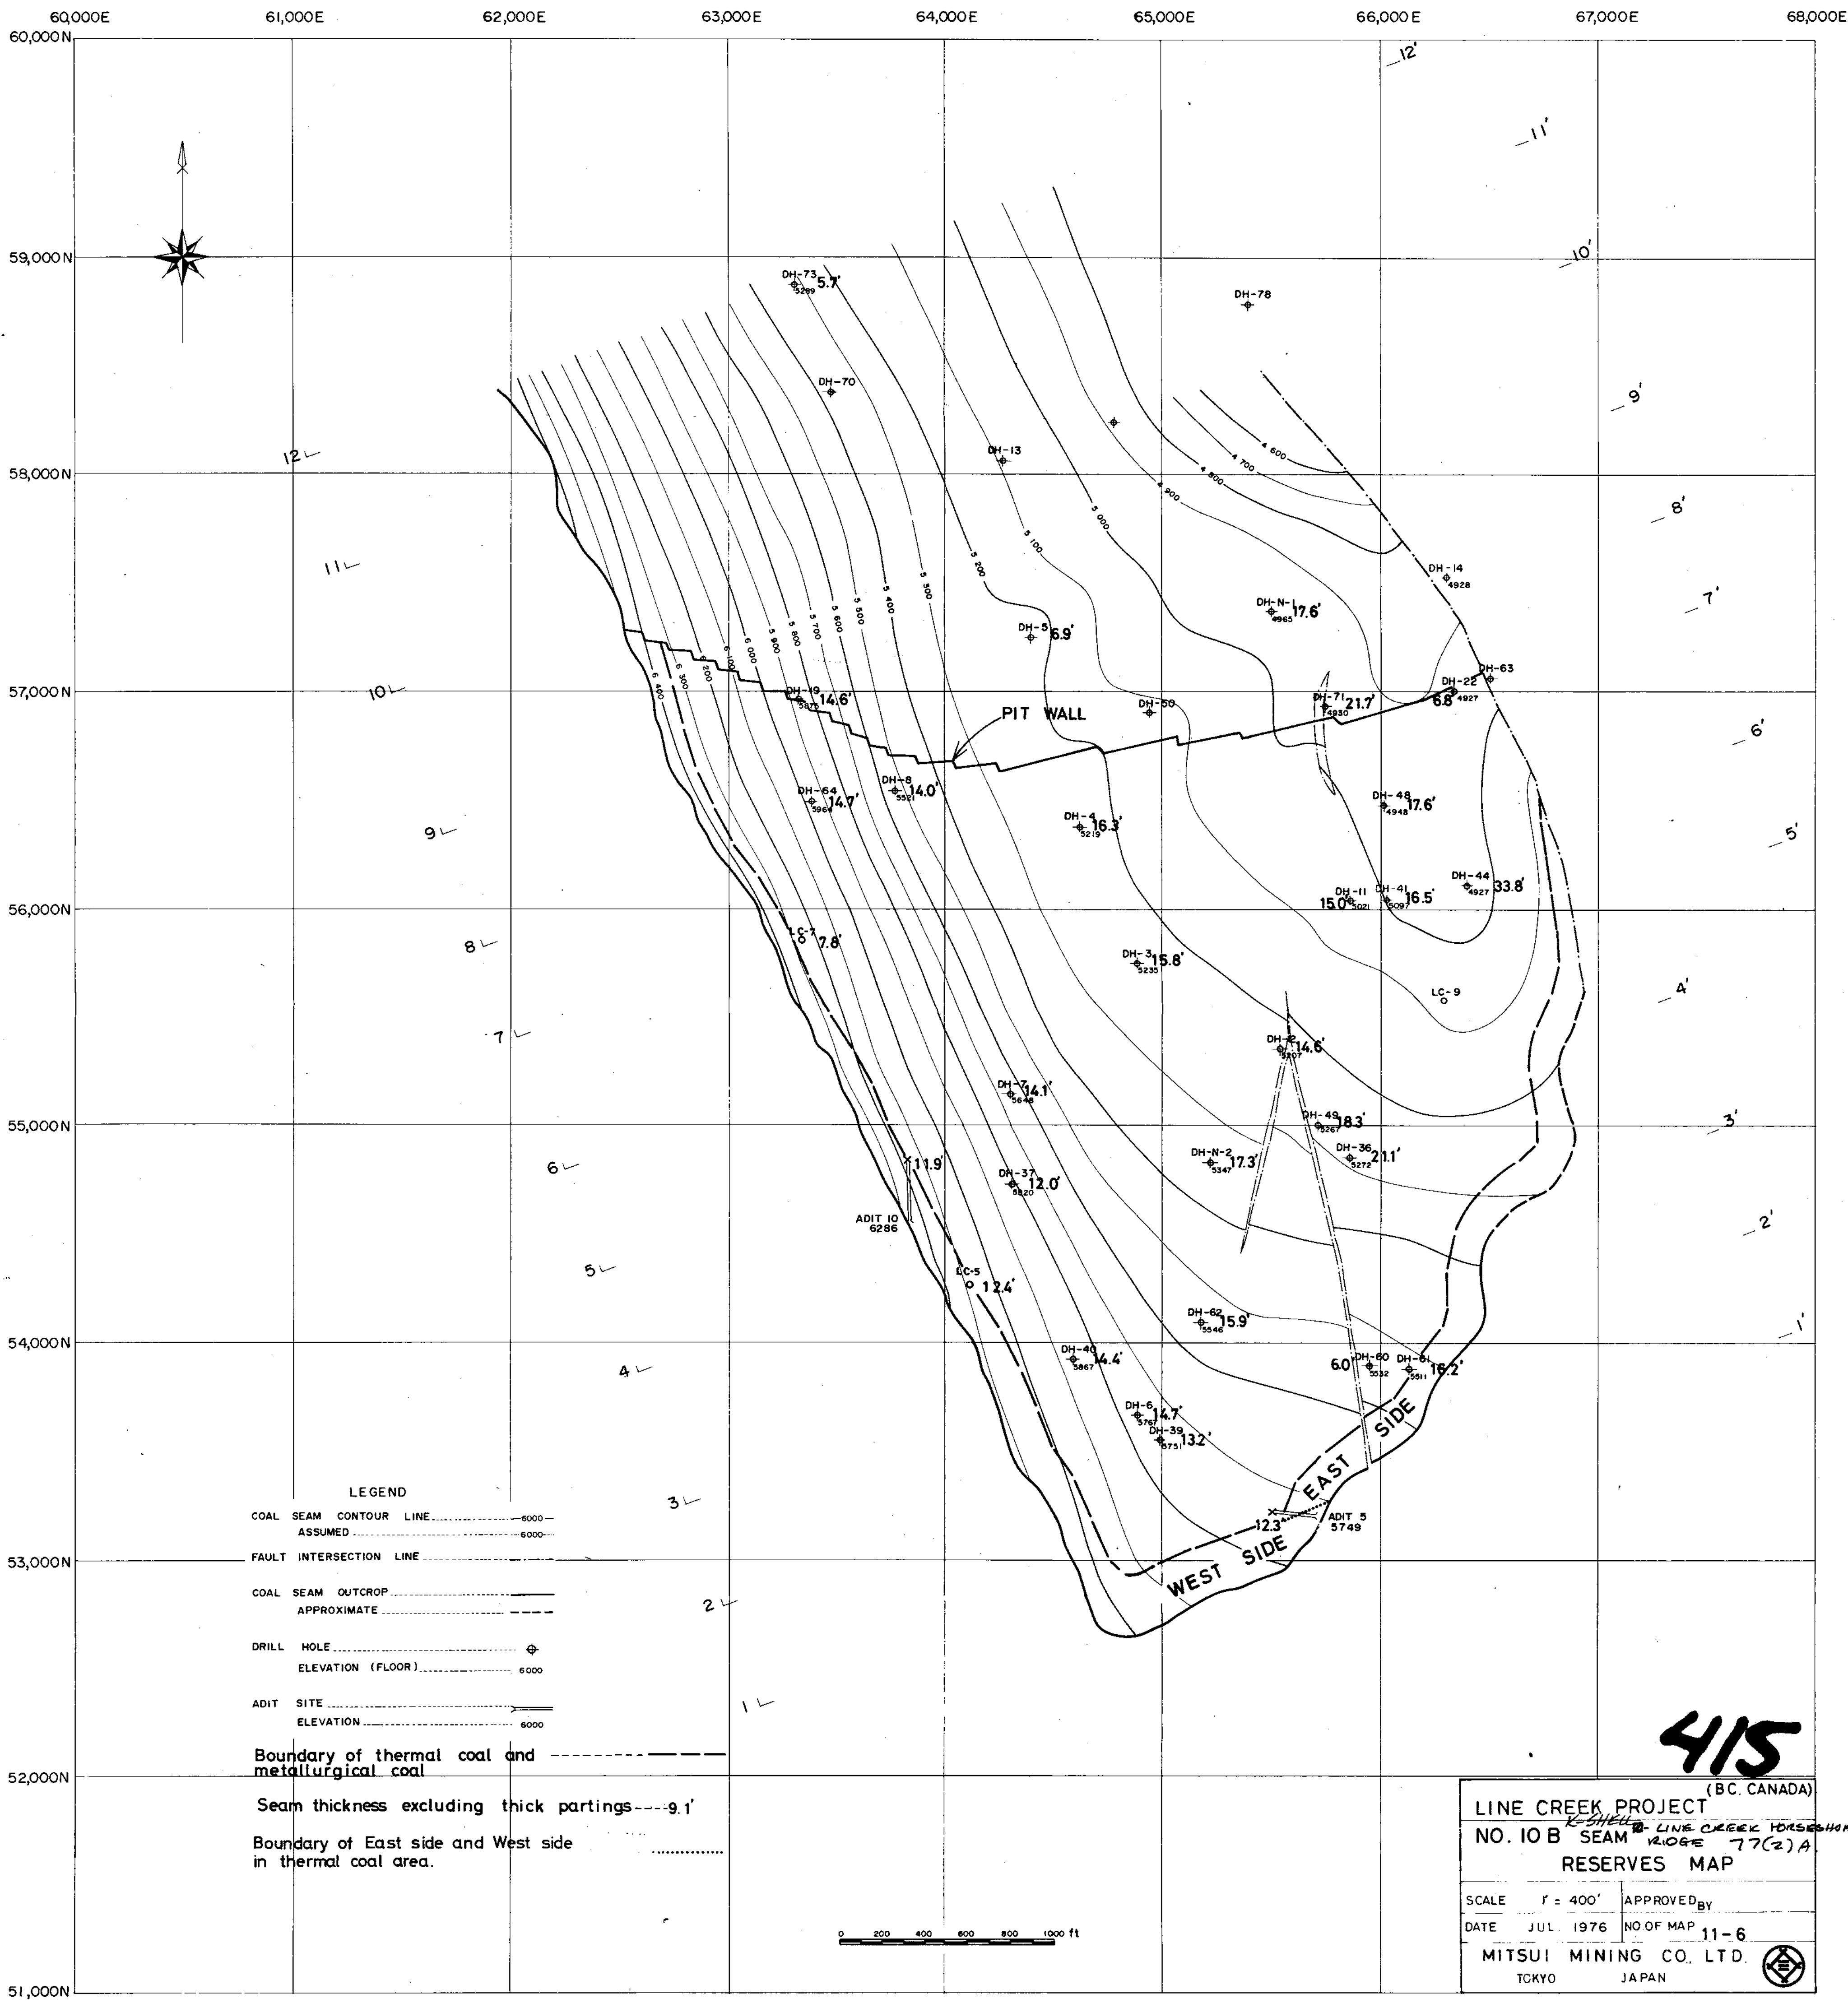 60,000E 61,000E 62,000E 63,000E 64,000E 65,000E 66,000E 67,000E 68,000E
60,000N
12'
11'
10'
59,000N
DH-73 5.7'
5289
DH-78
DH-70
9'
DH-13
12
58,000N
4 600
4 700
4 800
4 900
5 000
5 100
5 200
5 300
5 400
5 500
5 600
5 700
5 800
5 900
6 000
6 100
6 200
6 300
6 400
8'
11
DH-14
4928
DH-N-1 17.6'
4965
7'
DH-5 6.9'
DH-63
10
57,000N
DH-19 14.6'
5875
DH-22
6.8' 4927
DH-71 21.7'
4930
DH-50
PIT WALL
6'
DH-8 14.0'
5521
DH-64 14.7'
5964
DH-48 17.6'
4948
DH-4 16.3'
5219
9
5'
DH-44 33.8'
4927
DH-11
15.0' 5021
DH-41 16.5'
5097
56,000N
LC-7 7.8'
8
DH-3 15.8'
5235
LC-9
4'
7
DH-2 14.6'
5207
DH-7 14.1'
5648
DH-49 18.3'
5267
55,000N
3'
DH-36 21.1'
5272
DH-N-2 17.3'
5347
11.9'
6
DH-37 12.0'
5820
ADIT 10
6286
2'
5
LC-5
12.4'
DH-62 15.9'
5546
54,000N
1'
DH-40 14.4'
5867
6.0' DH-60
5532
DH-61 16.2'
5511
4
DH-6 14.7'
5767
DH-39 13.2'
5751
EAST SIDE
ADIT 5
5749
12.3'
WEST SIDE
3
53,000N
2
1
52,000N
51,000N
LEGEND
COAL SEAM CONTOUR LINE 6000
ASSUMED 6000
FAULT INTERSECTION LINE
COAL SEAM OUTCROP
APPROXIMATE
DRILL HOLE
ELEVATION (FLOOR) 6000
ADIT SITE
ELEVATION 6000
Boundary of thermal coal and
metallurgical coal
Seam thickness excluding thick partings----9.1'
Boundary of East side and West side
in thermal coal area.
0 200 400 600 800 1000 ft
415
(B.C. CANADA)
LINE CREEK PROJECT
K-SHELL
NO. 10 B SEAM LINE CREEK HORSESHOE
RIDGE 77(2)A
RESERVES MAP
SCALE 1" = 400' APPROVED BY
DATE JUL. 1976 NO OF MAP 11-6
MITSUI MINING CO., LTD.
TOKYO JAPAN